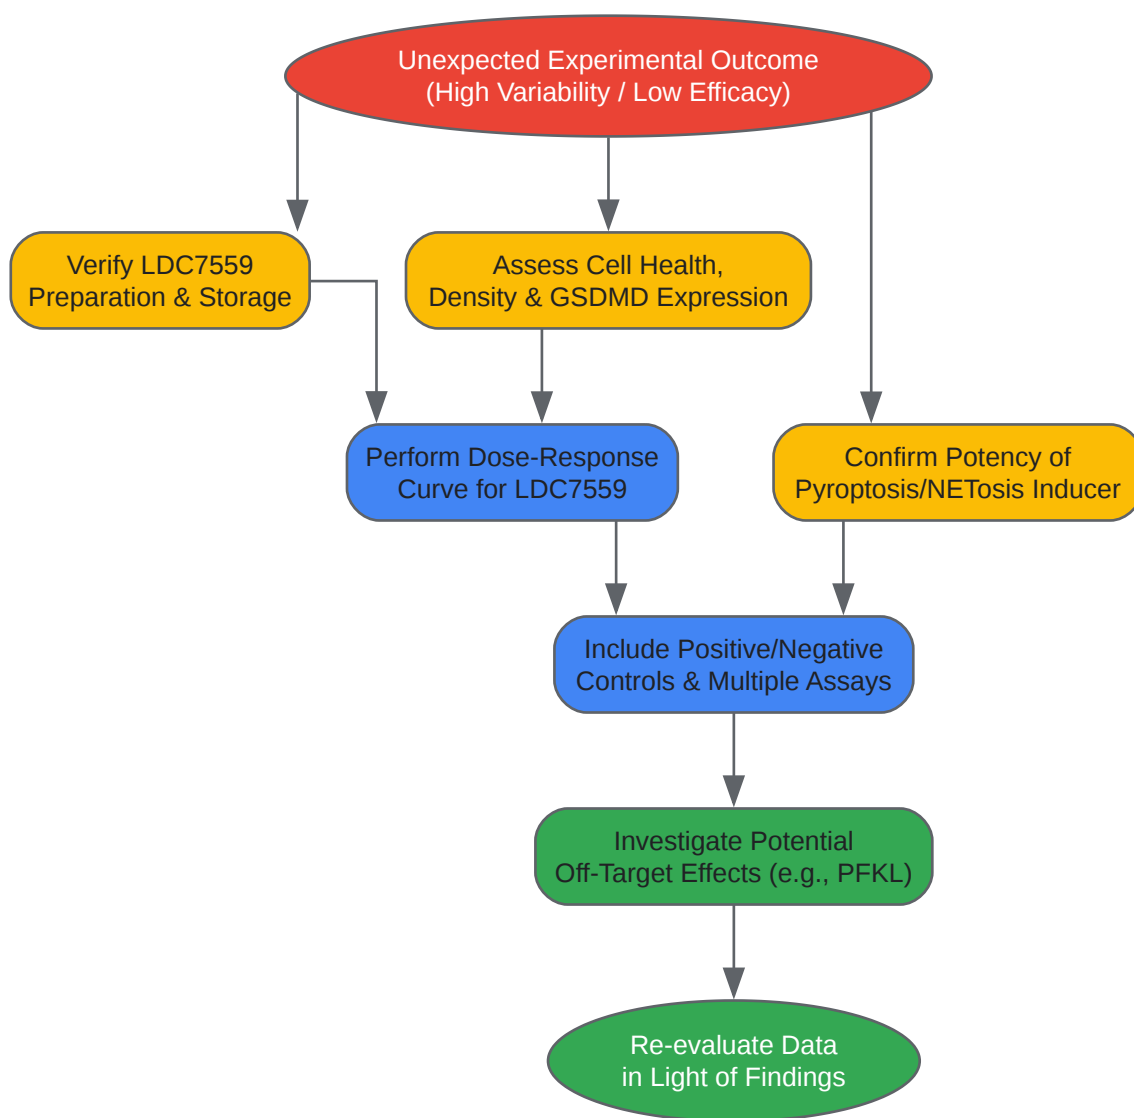 Unexpected Experimental Outcome
(High Variability / Low Efficacy)
Verify LDC7559
Preparation & Storage
Assess Cell Health,
Density & GSDMD Expression
Perform Dose-Response
Curve for LDC7559
Confirm Potency of
Pyroptosis/NETosis Inducer
Include Positive/Negative
Controls & Multiple Assays
Investigate Potential
Off-Target Effects (e.g., PFKL)
Re-evaluate Data
in Light of Findings